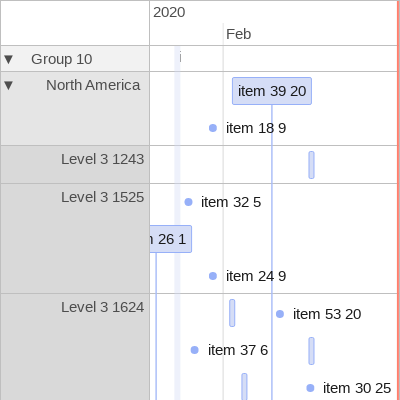 2020
Feb
▼ Group 10
▼ North America
item 39 20
item 18 9
Level 3 1243
Level 3 1525
item 32 5
26 1
item 24 9
Level 3 1624
item 53 20
item 37 6
item 30 25